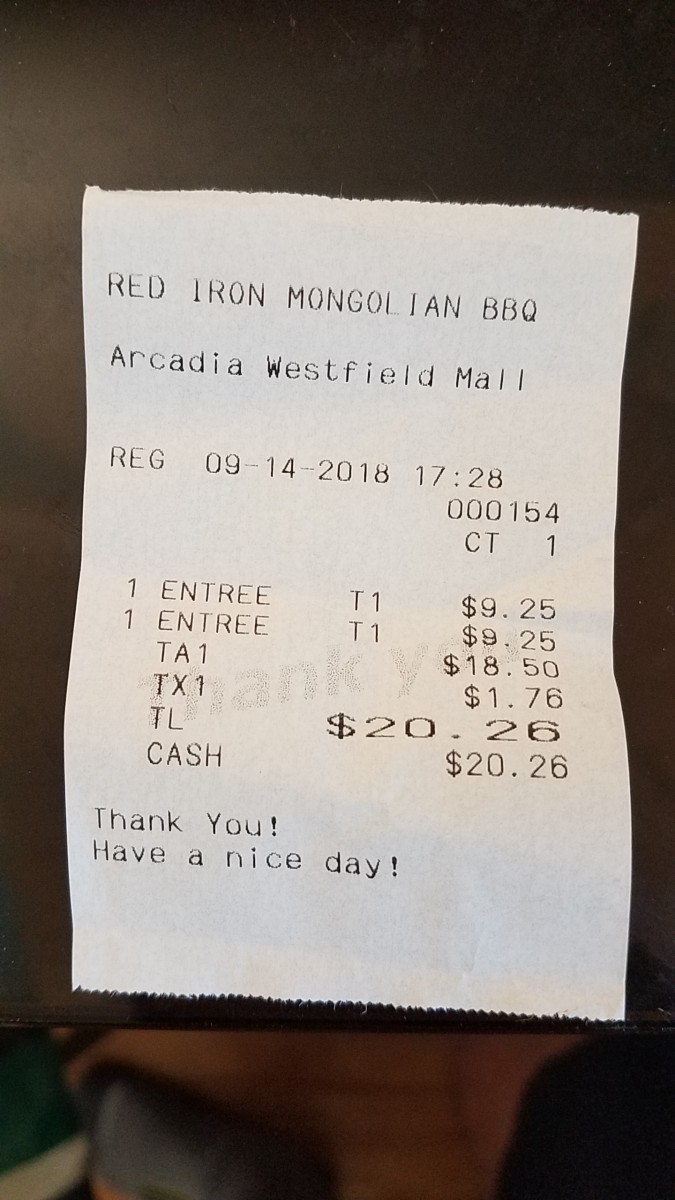 RED IRON MONGOLIAN BBQ
Arcadia Westfield Mall
REG 09-14-2018 17:28
000154
CT 1
1 ENTREE T1 $9.25
1 ENTREE T1 $9.25
TA1 $18.50
TX1 $1.76
TL $20.26
CASH $20.26
Thank You!
Have a nice day!
thank you